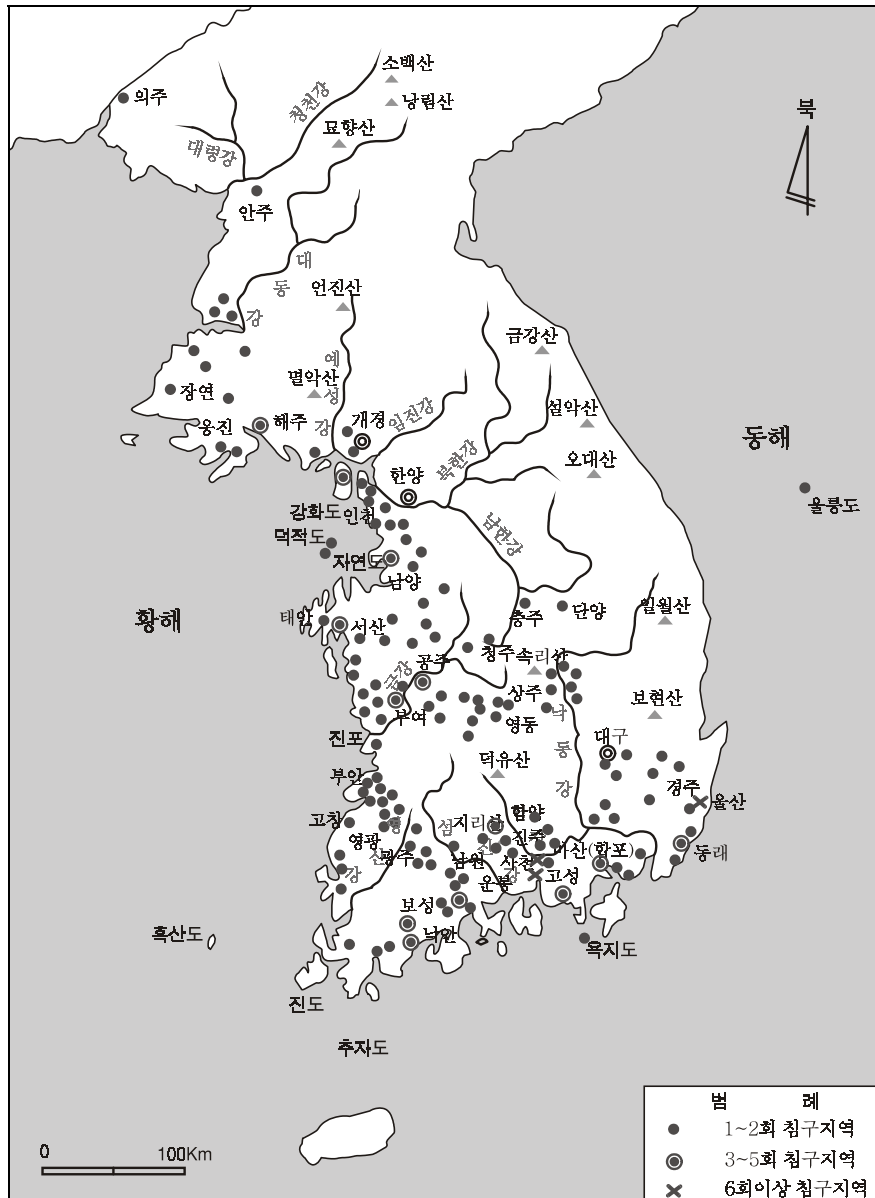 소백산
낭림산
의주
청천강
묘향산
북
대령강
안주
대동강
언진산
금강산
예성강
멸악산
장연
설악산
해주
개경
임진강
옹진
동해
한양
북한강
오대산
울릉도
강화도
인천
남한강
덕적도
자연도
남양
충주
단양
일월산
황해
태안
서산
청주
속리산
공주
금강
상주
보현산
부여
영동
낙동강
진포
대구
덕유산
부안
경주
울산
고창
함양
지리산
섬진강
영산강
진주
마산(합포)
영광
광주
남원
사천
동래
운봉
고성
보성
낙안
흑산도
욕지도
진도
추자도
범 례
1~2회 침구지역
3~5회 침구지역
6회이상 침구지역
0 100Km